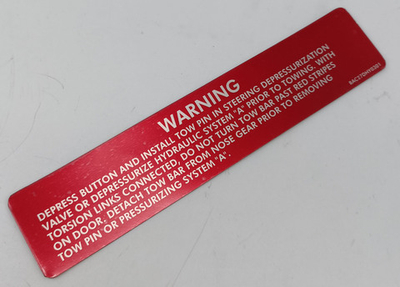 WARNING
DEPRESS BUTTON AND INSTALL TOW PIN IN STEERING DEPRESSURIZATION
VALVE OR DEPRESSURIZE HYDRAULIC SYSTEM "A" PRIOR TO TOWING. WITH
TORSION LINKS CONNECTED, DO NOT TURN TOW BAR PAST RED STRIPES
ON DOOR. DETACH TOW BAR FROM NOSE GEAR PRIOR TO REMOVING
TOW PIN OR PRESSURIZING SYSTEM "A".